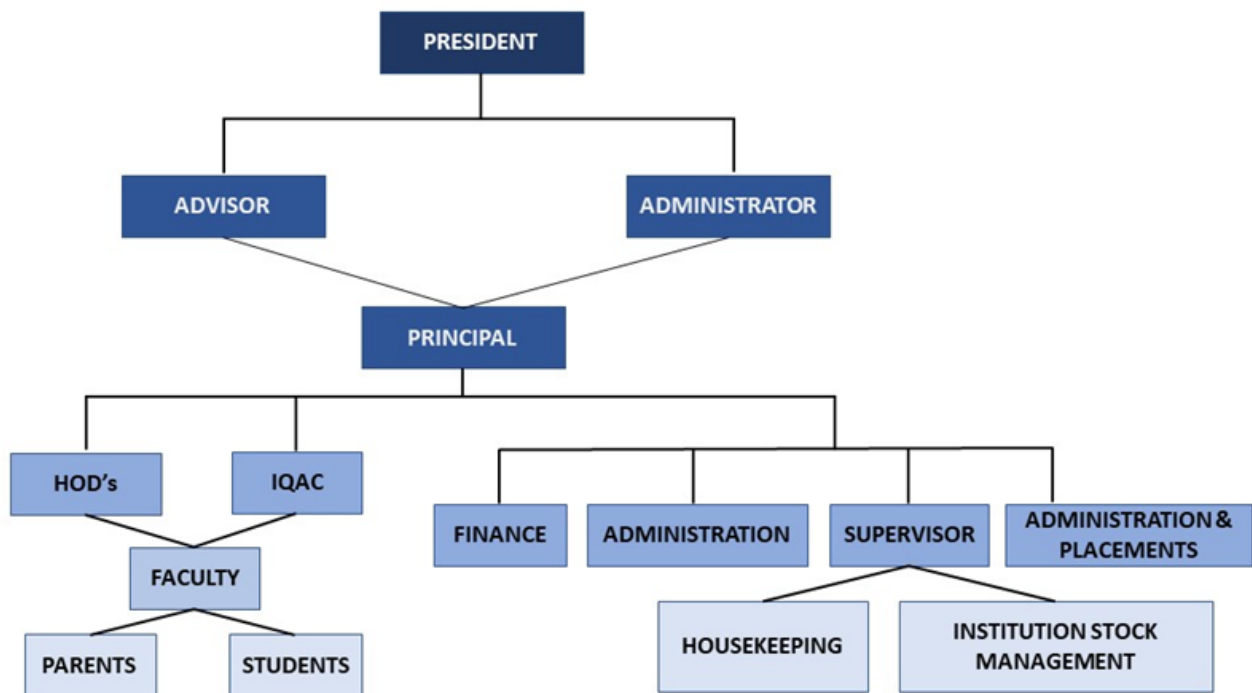 PRESIDENT
ADVISOR
ADMINISTRATOR
PRINCIPAL
HOD's
IQAC
FINANCE
ADMINISTRATION
SUPERVISOR
ADMINISTRATION &
PLACEMENTS
FACULTY
PARENTS
STUDENTS
HOUSEKEEPING
INSTITUTION STOCK
MANAGEMENT